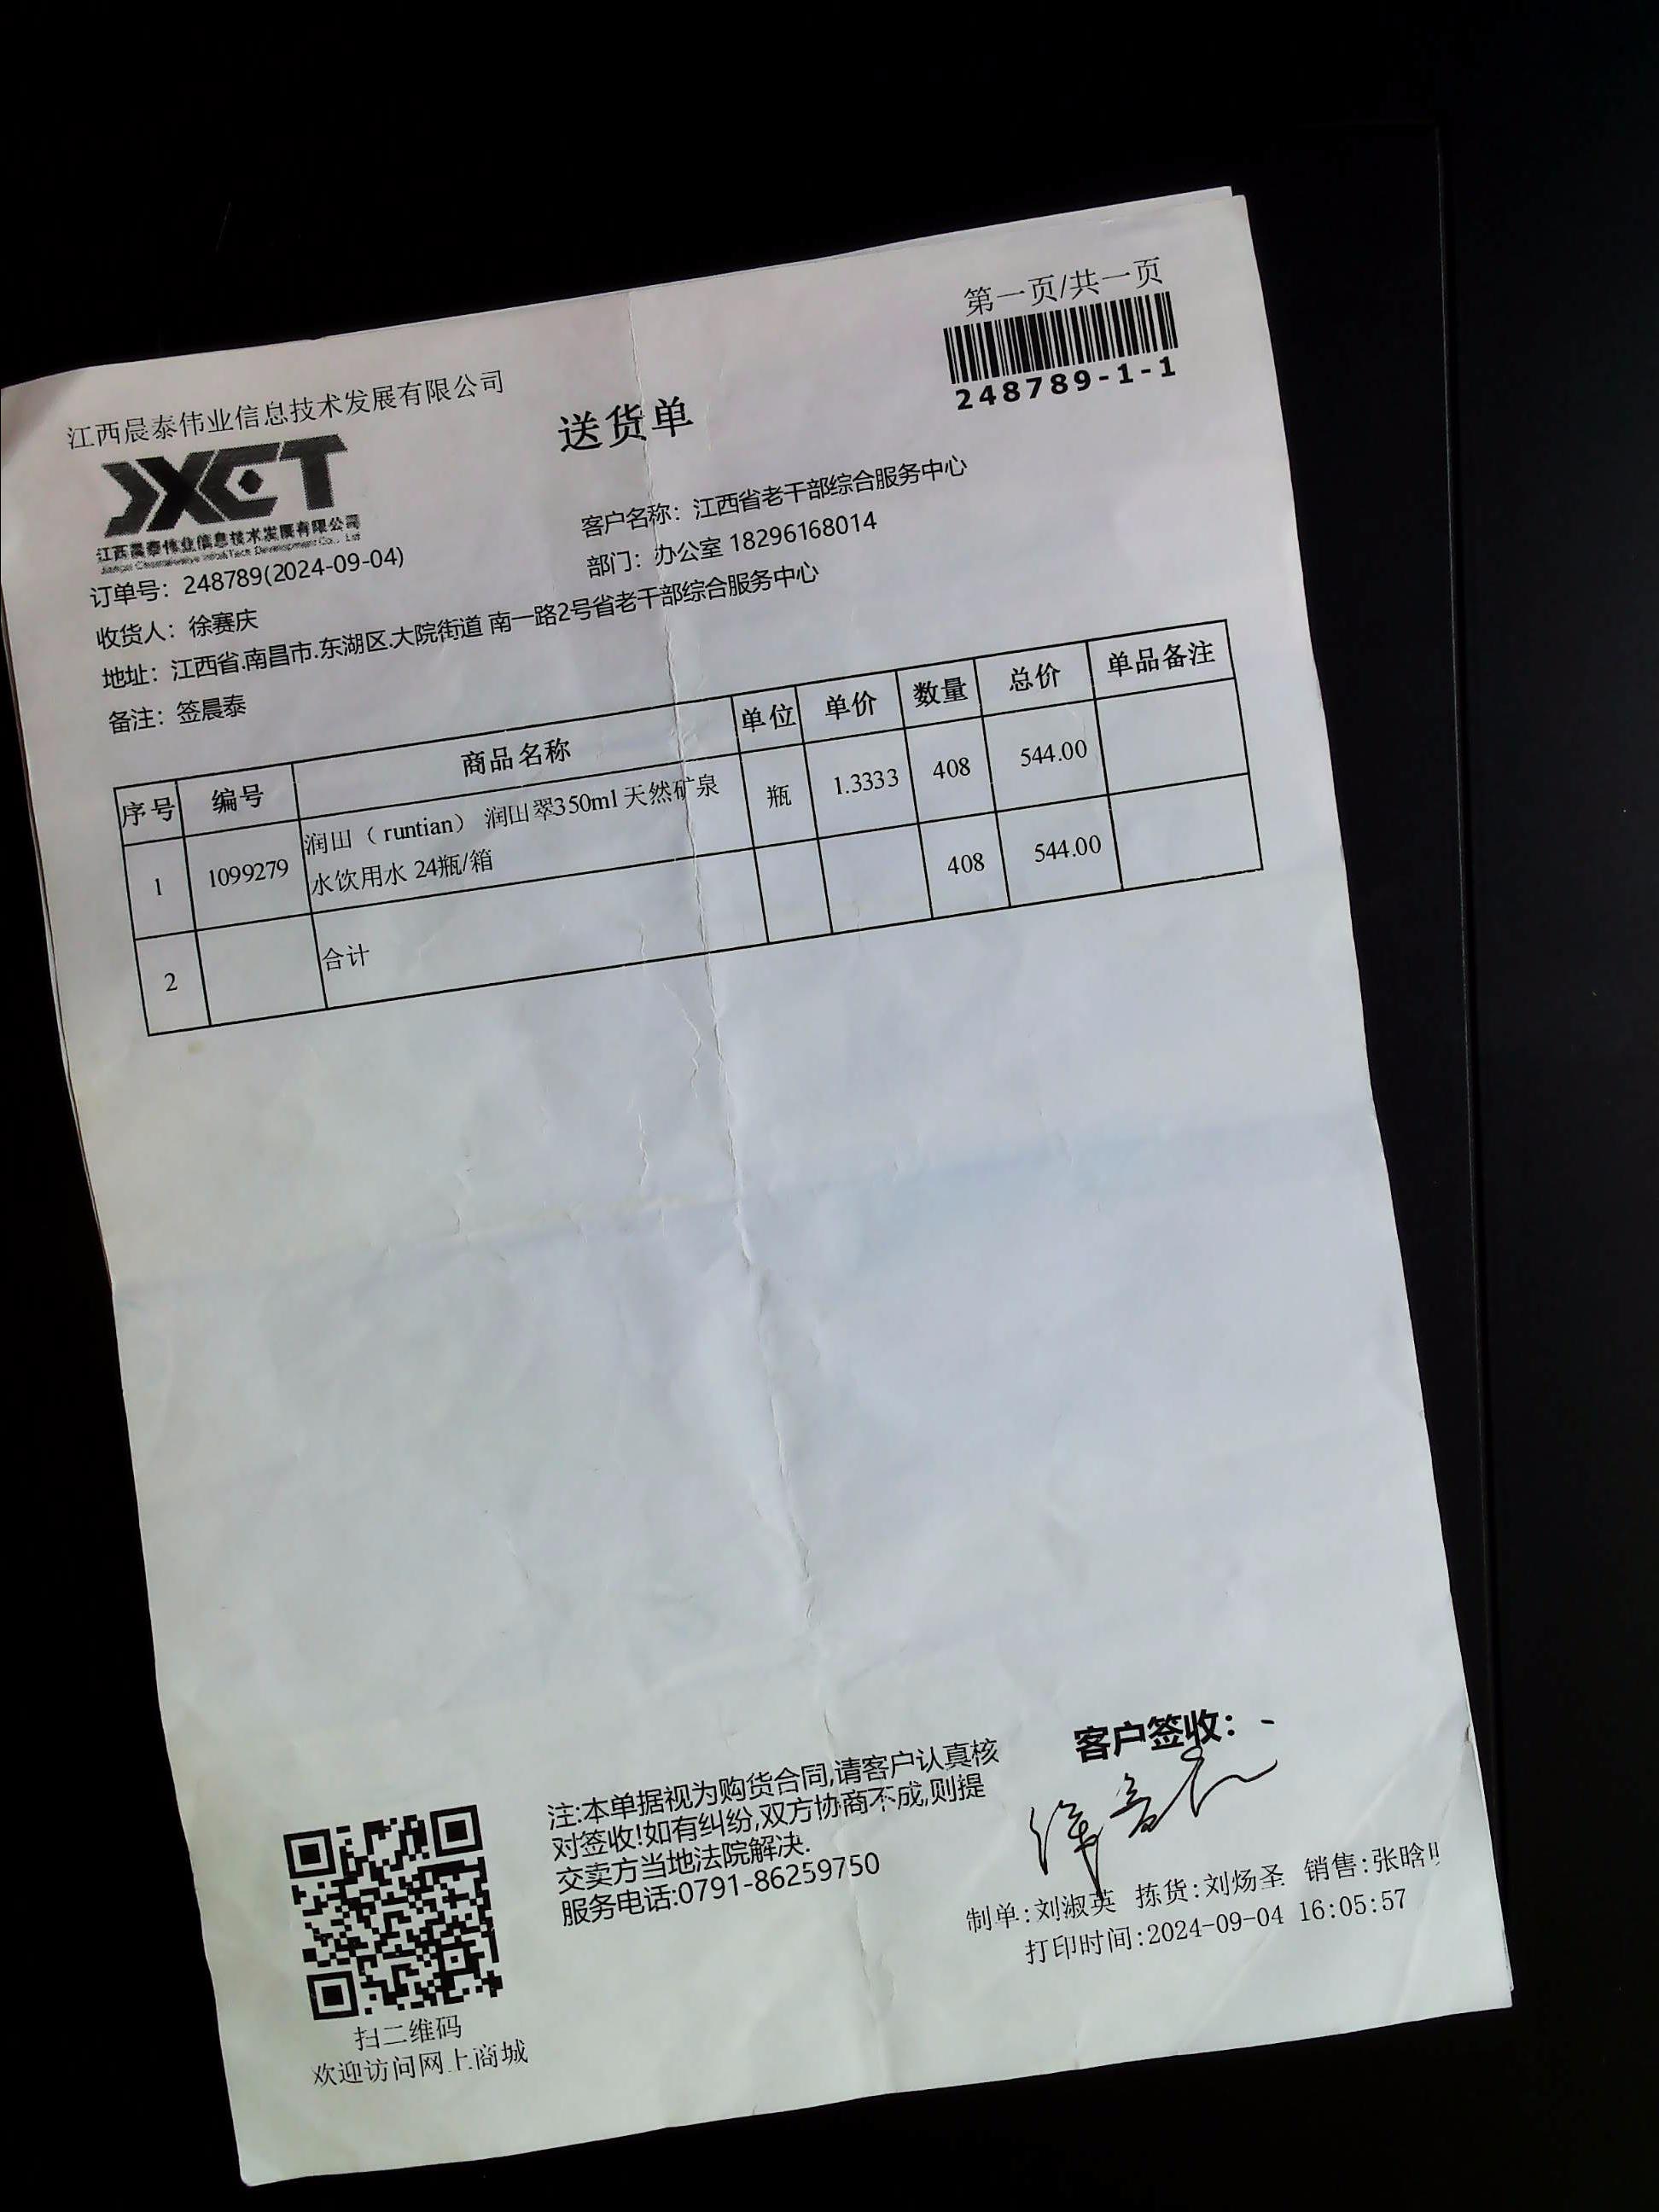 第一页/共一页
248789-1-1
江西晨泰伟业信息技术发展有限公司
送货单
JXCT
江西晨泰伟业信息技术发展有限公司
客户名称：江西省老干部综合服务中心
订单号：248789(2024-09-04)
部门：办公室 18296168014
收货人：徐赛庆
地址：江西省.南昌市.东湖区.大院街道 南一路2号省老干部综合服务中心
备注：签晨泰
序号 编号 商品名称 单位 单价 数量 总价 单品备注
1 1099279 润田（runtian） 润田翠350ml 天然矿泉
水饮用水 24瓶/箱 瓶 1.3333 408 544.00
2 合计 408 544.00
客户签收：
注:本单据视为购货合同,请客户认真核
对签收!如有纠纷,双方协商不成,则提
交卖方当地法院解决.
服务电话:0791-86259750
制单:刘淑英 拣货:刘炀圣 销售:张晗
打印时间:2024-09-04 16:05:57
扫二维码
欢迎访问网上商城